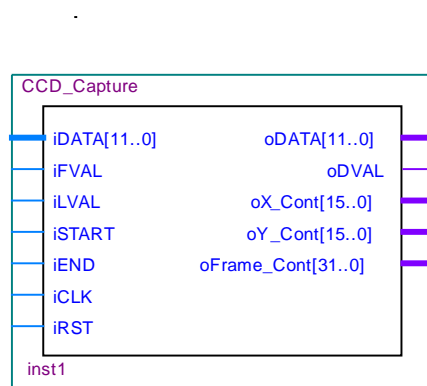 CCD_Capture
iDATA[11..0] oDATA[11..0]
iFVAL oDVAL
iLVAL oX_Cont[15..0]
iSTART oY_Cont[15..0]
iEND oFrame_Cont[31..0]
iCLK
iRST
inst1